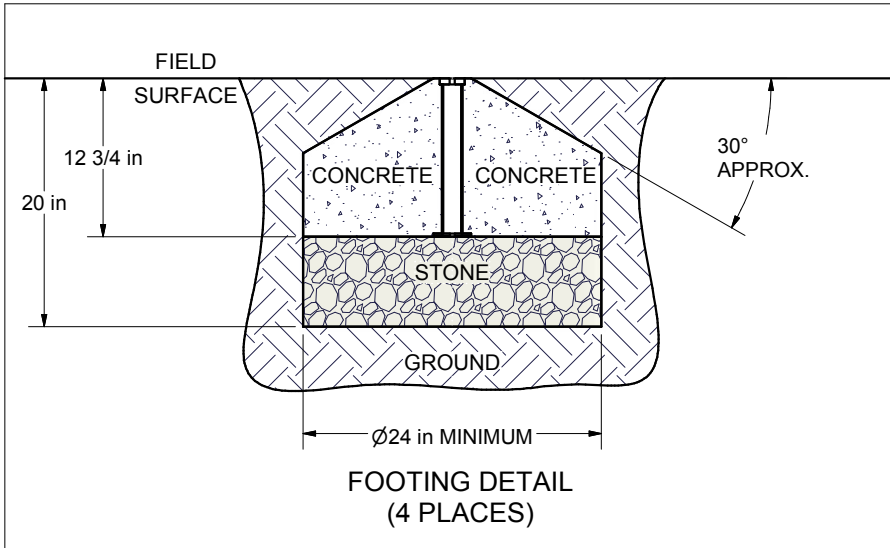 FIELD
SURFACE
12 3/4 in
20 in
30°
APPROX.
CONCRETE CONCRETE
STONE
GROUND
Ø24 in MINIMUM
FOOTING DETAIL
(4 PLACES)